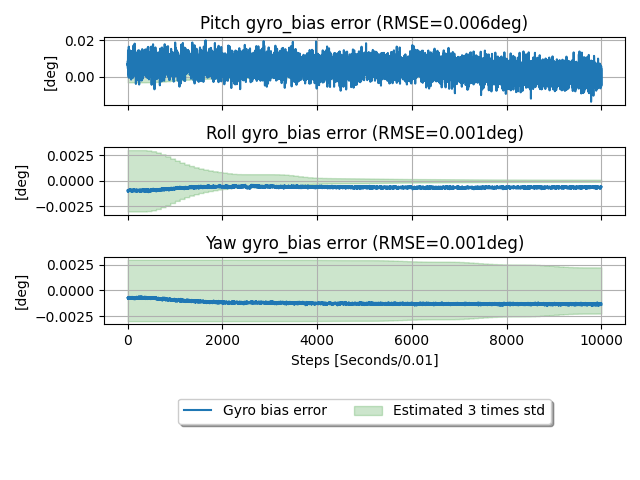 Pitch gyro_bias error (RMSE=0.006deg)
0.02
0.00
[deg]
Roll gyro_bias error (RMSE=0.001deg)
0.0025
0.0000
−0.0025
[deg]
Yaw gyro_bias error (RMSE=0.001deg)
0.0025
0.0000
−0.0025
[deg]
0 2000 4000 6000 8000 10000
Steps [Seconds/0.01]
Gyro bias error Estimated 3 times std